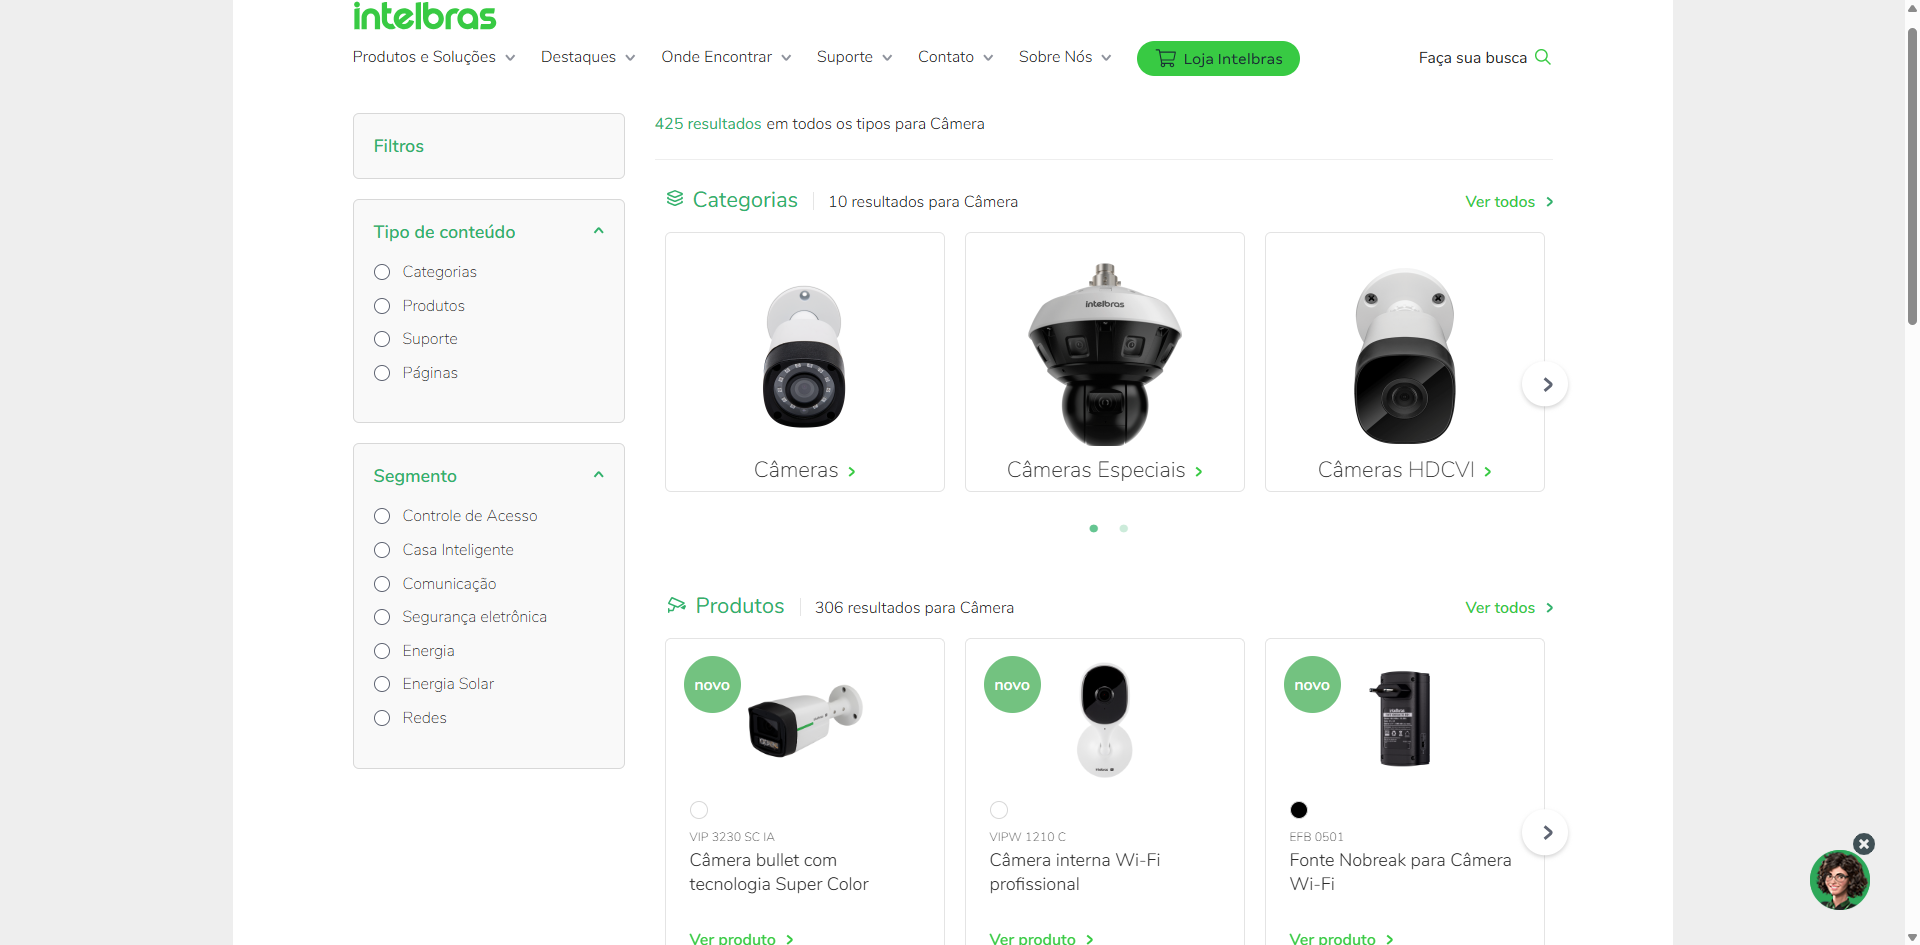 intelbras
Produtos e Soluções
Destaques
Onde Encontrar
Suporte
Contato
Sobre Nós
Loja Intelbras
Faça sua busca
Filtros
Tipo de conteúdo
Categorias
Produtos
Suporte
Páginas
Segmento
Controle de Acesso
Casa Inteligente
Comunicação
Segurança eletrônica
Energia
Energia Solar
Redes
425 resultados em todos os tipos para Câmera
Categorias
10 resultados para Câmera
Ver todos
intelbras
Câmeras
Câmeras Especiais
Câmeras HDCVI
Produtos
306 resultados para Câmera
Ver todos
novo
VIP 3230 SC IA
Câmera bullet com
tecnologia Super Color
Ver produto
novo
VIPW 1210 C
Câmera interna Wi-Fi
profissional
Ver produto
novo
EFB 0501
Fonte Nobreak para Câmera
Wi-Fi
Ver produto